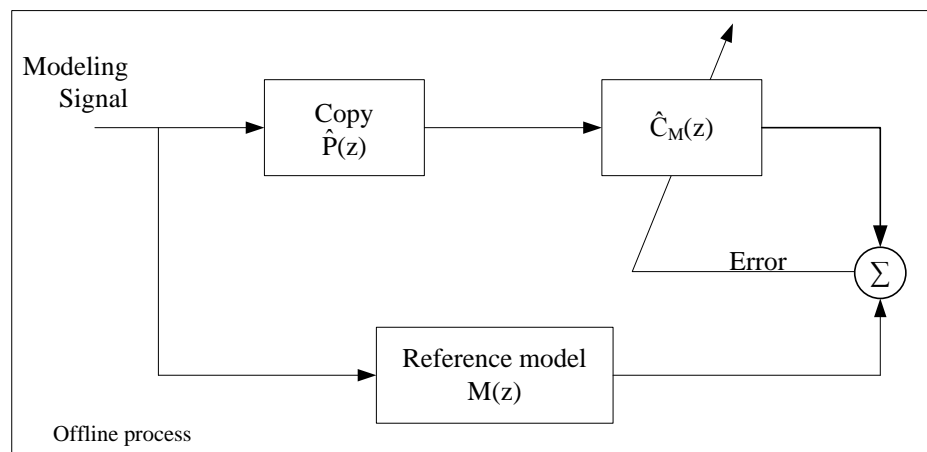 Modeling
Signal
Copy
P̂(z)
Ĉ_M(z)
Error
Σ
Reference model
M(z)
Offline process